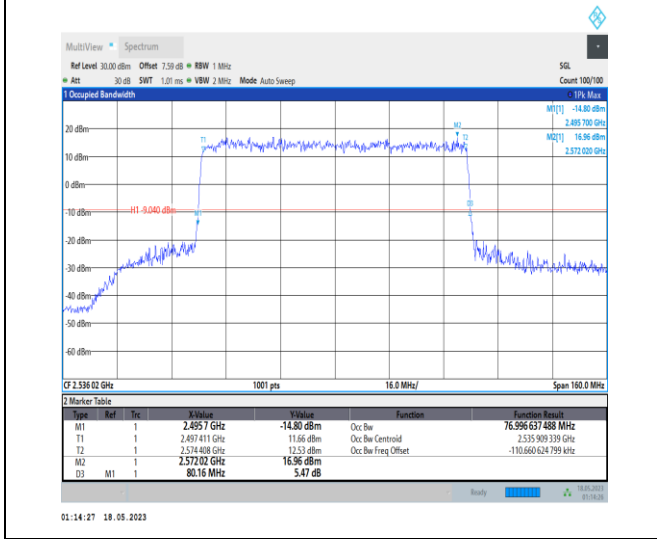 MultiView Spectrum
Ref Level 30.00 dBm Offset 7.59 dB RBW 1 MHz SGL
Att 30 dB SWT 1.01 ms VBW 2 MHz Mode Auto Sweep Count 100/100
1 Occupied Bandwidth 1Pk Max
M1[1] -14.80 dBm
2.495 700 GHz
M2[1] 16.96 dBm
2.572 020 GHz
20 dBm
M2
T1
T2
10 dBm
0 dBm
D3
H1 -9.040 dBm
M1
-10 dBm
-20 dBm
-30 dBm
-40 dBm
-50 dBm
-60 dBm
CF 2.536 02 GHz 1001 pts 16.0 MHz/ Span 160.0 MHz
2 Marker Table
Type Ref Trc X-Value Y-Value Function Function Result
M1 1 2.4957 GHz -14.80 dBm Occ Bw 76.996 637 488 MHz
T1 1 2.497 411 GHz 11.66 dBm Occ Bw Centroid 2.535 909 339 GHz
T2 1 2.574 408 GHz 12.53 dBm Occ Bw Freq Offset -110.660 624 799 kHz
M2 1 2.572 02 GHz 16.96 dBm
D3 M1 1 80.16 MHz 5.47 dB
Ready 18.05.2023
01:14:26
01:14:27 18.05.2023